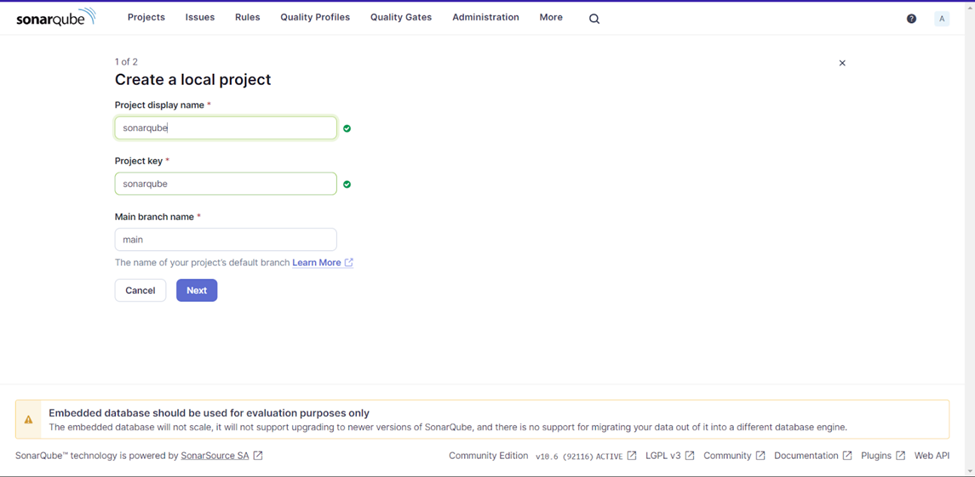 sonarqube Projects Issues Rules Quality Profiles Quality Gates Administration More ? A
1 of 2
Create a local project
Project display name *
sonarqube
Project key *
sonarqube
Main branch name *
main
The name of your project's default branch Learn More
Cancel Next
Embedded database should be used for evaluation purposes only
The embedded database will not scale, it will not support upgrading to newer versions of SonarQube, and there is no support for migrating your data out of it into a different database engine.
SonarQube™ technology is powered by SonarSource SA Community Edition v10.6 (92116) ACTIVE LGPL v3 Community Documentation Plugins Web API